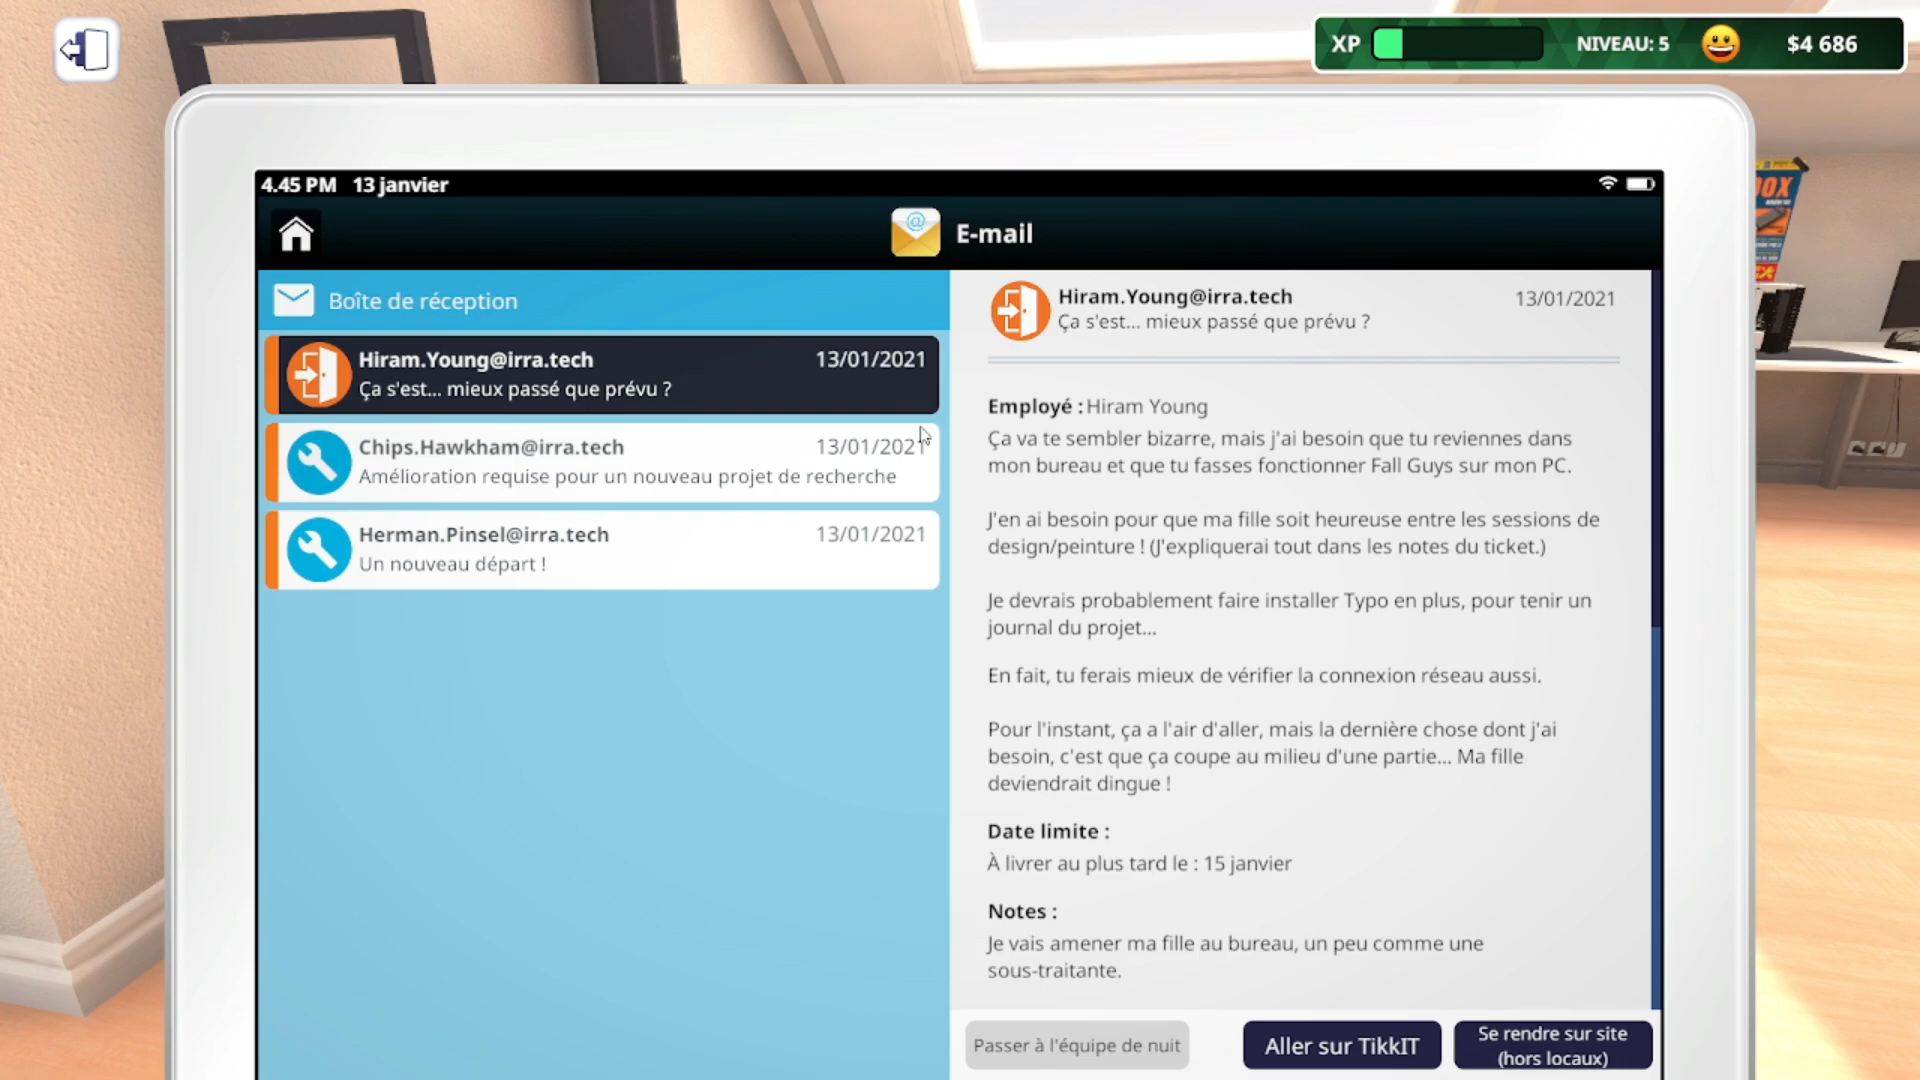 XP
NIVEAU: 5
$4 686
4.45 PM 13 janvier
E-mail
Boîte de réception
Hiram.Young@irra.tech 13/01/2021
Ça s'est... mieux passé que prévu ?
Chips.Hawkham@irra.tech 13/01/2021
Amélioration requise pour un nouveau projet de recherche
Herman.Pinsel@irra.tech 13/01/2021
Un nouveau départ !
Hiram.Young@irra.tech 13/01/2021
Ça s'est... mieux passé que prévu ?
Employé : Hiram Young
Ça va te sembler bizarre, mais j'ai besoin que tu reviennes dans
mon bureau et que tu fasses fonctionner Fall Guys sur mon PC.
J'en ai besoin pour que ma fille soit heureuse entre les sessions de
design/peinture ! (J'expliquerai tout dans les notes du ticket.)
Je devrais probablement faire installer Typo en plus, pour tenir un
journal du projet...
En fait, tu ferais mieux de vérifier la connexion réseau aussi.
Pour l'instant, ça a l'air d'aller, mais la dernière chose dont j'ai
besoin, c'est que ça coupe au milieu d'une partie... Ma fille
deviendrait dingue !
Date limite :
À livrer au plus tard le : 15 janvier
Notes :
Je vais amener ma fille au bureau, un peu comme une
sous-traitante.
Passer à l'équipe de nuit
Aller sur TikkIT
Se rendre sur site
(hors locaux)